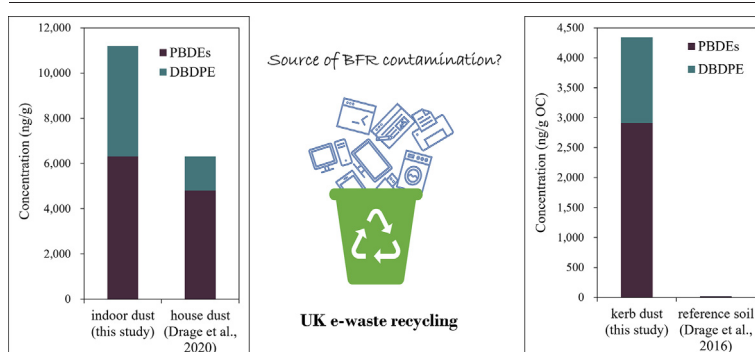 12,000
10,000
8,000
6,000
4,000
2,000
0
Concentration (ng/g)
PBDEs
DBDPE
indoor dust
(this study)
house dust
(Drage et al.,
2020)
Source of BFR contamination?
UK e-waste recycling
4,500
4,000
3,500
3,000
2,500
2,000
1,500
1,000
500
0
Concentration (ng/g OC)
PBDEs
DBDPE
kerb dust
(this study)
reference soil
(Drage et al.,
2016)